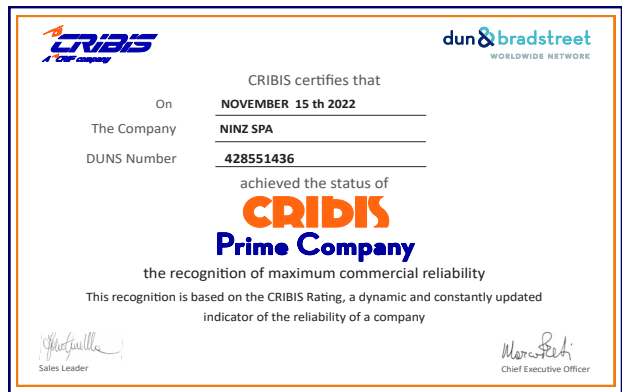 CRIBIS
A CRIF company
dun & bradstreet
WORLDWIDE NETWORK
CRIBIS certifies that
On NOVEMBER 15 th 2022
The Company NINZ SPA
DUNS Number 428551436
achieved the status of
CRIBIS
Prime Company
the recognition of maximum commercial reliability
This recognition is based on the CRIBIS Rating, a dynamic and constantly updated
indicator of the reliability of a company
Sales Leader
Chief Executive Officer